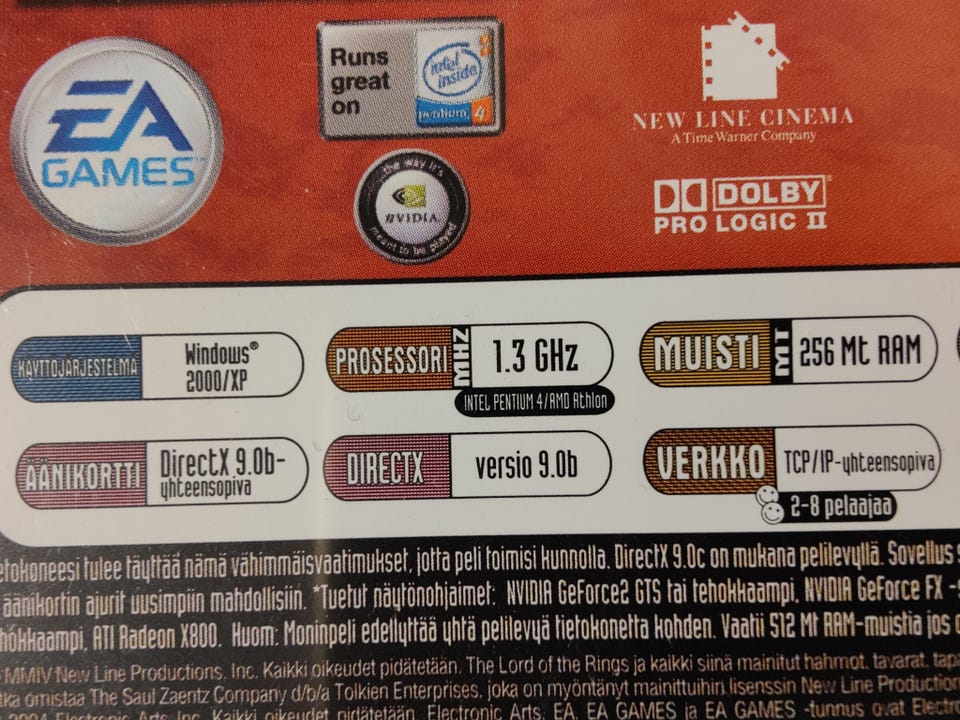 EA
GAMES™
Runs
great
on
intel
inside
pentium 4
the way it's
NVIDIA
meant to be played
NEW LINE CINEMA
A Time Warner Company
DOLBY
PRO LOGIC II
KÄYTTÖJÄRJESTELMÄ
Windows®
2000/XP
PROSESSORI
MHZ
1.3 GHz
INTEL PENTIUM 4/AMD Athlon
MUISTI
MT
256 Mt RAM
ÄÄNIKORTTI
DirectX 9.0b-
yhteensopiva
DIRECTX
versio 9.0b
VERKKO
TCP/IP-yhteensopiva
2-8 pelaajaa
etokoneesi tulee täyttää nämä vähimmäisvaatimukset, jotta peli toimisi kunnolla. DirectX 9.0c on mukana pelilevyllä. Sovellus
äänikortin ajurit uusimpiin mahdollisiin. *Tuetut näytönohjaimet: NVIDIA GeForce2 GTS tai tehokkaampi, NVIDIA GeForce FX -s
hokkaampi, ATI Radeon X800. Huom: Moninpeli edellyttää yhtä pelilevyä tietokonetta kohden. Vaatii 512 Mt RAM-muistia jos
MMIV New Line Productions, Inc. Kaikki oikeudet pidätetään. The Lord of the Rings ja kaikki siinä mainitut hahmot, tavarat, tapa
tka omistaa The Saul Zaentz Company d/b/a Tolkien Enterprises, joka on myöntänyt mainittuihin lisenssin New Line Production
2004 Electronic Arts Inc. Kaikki oikeudet pidätetään. Electronic Arts, EA, EA GAMES ja EA GAMES -tunnus ovat Electro